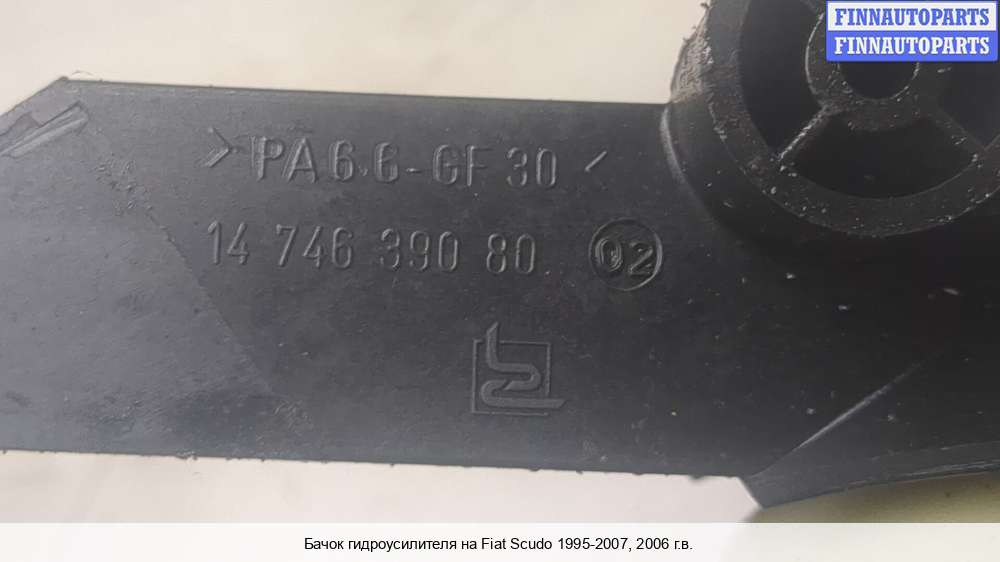 FINNAUTOPARTS
FINNAUTOPARTS
>PA6.6-GF30<
14 746 390 80 02
Бачок гидроусилителя на Fiat Scudo 1995-2007, 2006 г.в.